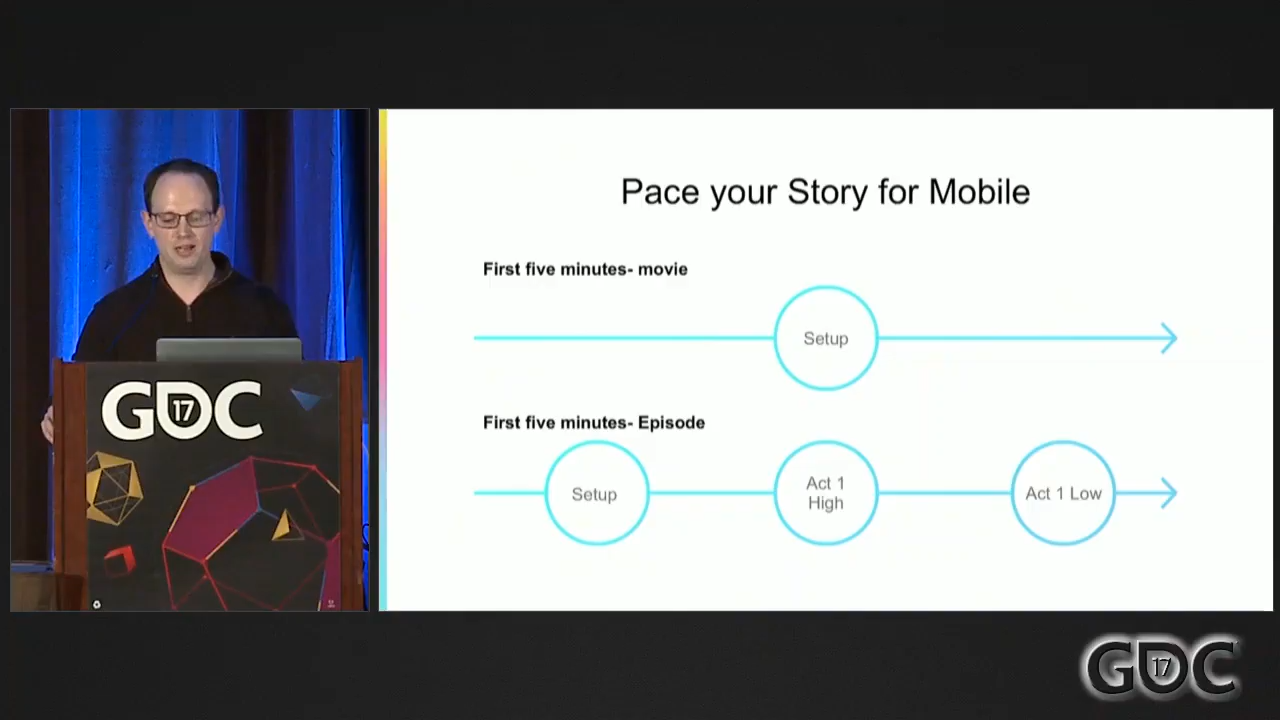 Pace your Story for Mobile
First five minutes- movie
Setup
First five minutes- Episode
Setup
Act 1
High
Act 1 Low
GDC
17
GDC
17